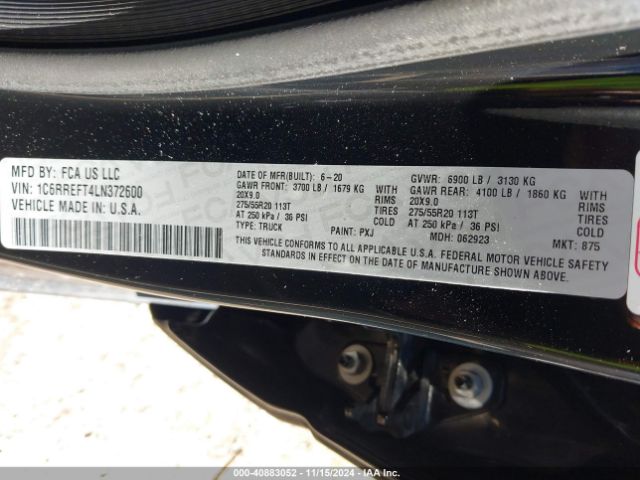 MFD BY: FCA US LLC
VIN: 1C6RREFT4LN372600
VEHICLE MADE IN: U.S.A.
DATE OF MFR(BUILT): 6-20
GAWR FRONT: 3700 LB / 1679 KG WITH
20X9.0 RIMS
275/55R20 113T TIRES
AT 250 kPa / 36 PSI COLD
TYPE: TRUCK PAINT: PXJ
GVWR: 6900 LB / 3130 KG
GAWR REAR: 4100 LB / 1860 KG WITH
20X9.0 RIMS
275/55R20 113T TIRES
AT 250 kPa / 36 PSI COLD
MDH: 062923 MKT: 875
THIS VEHICLE CONFORMS TO ALL APPLICABLE U.S.A. FEDERAL MOTOR VEHICLE SAFETY
STANDARDS IN EFFECT ON THE DATE OF MANUFACTURE SHOWN ABOVE.
000-40883052 - 11/15/2024 - IAAI.com